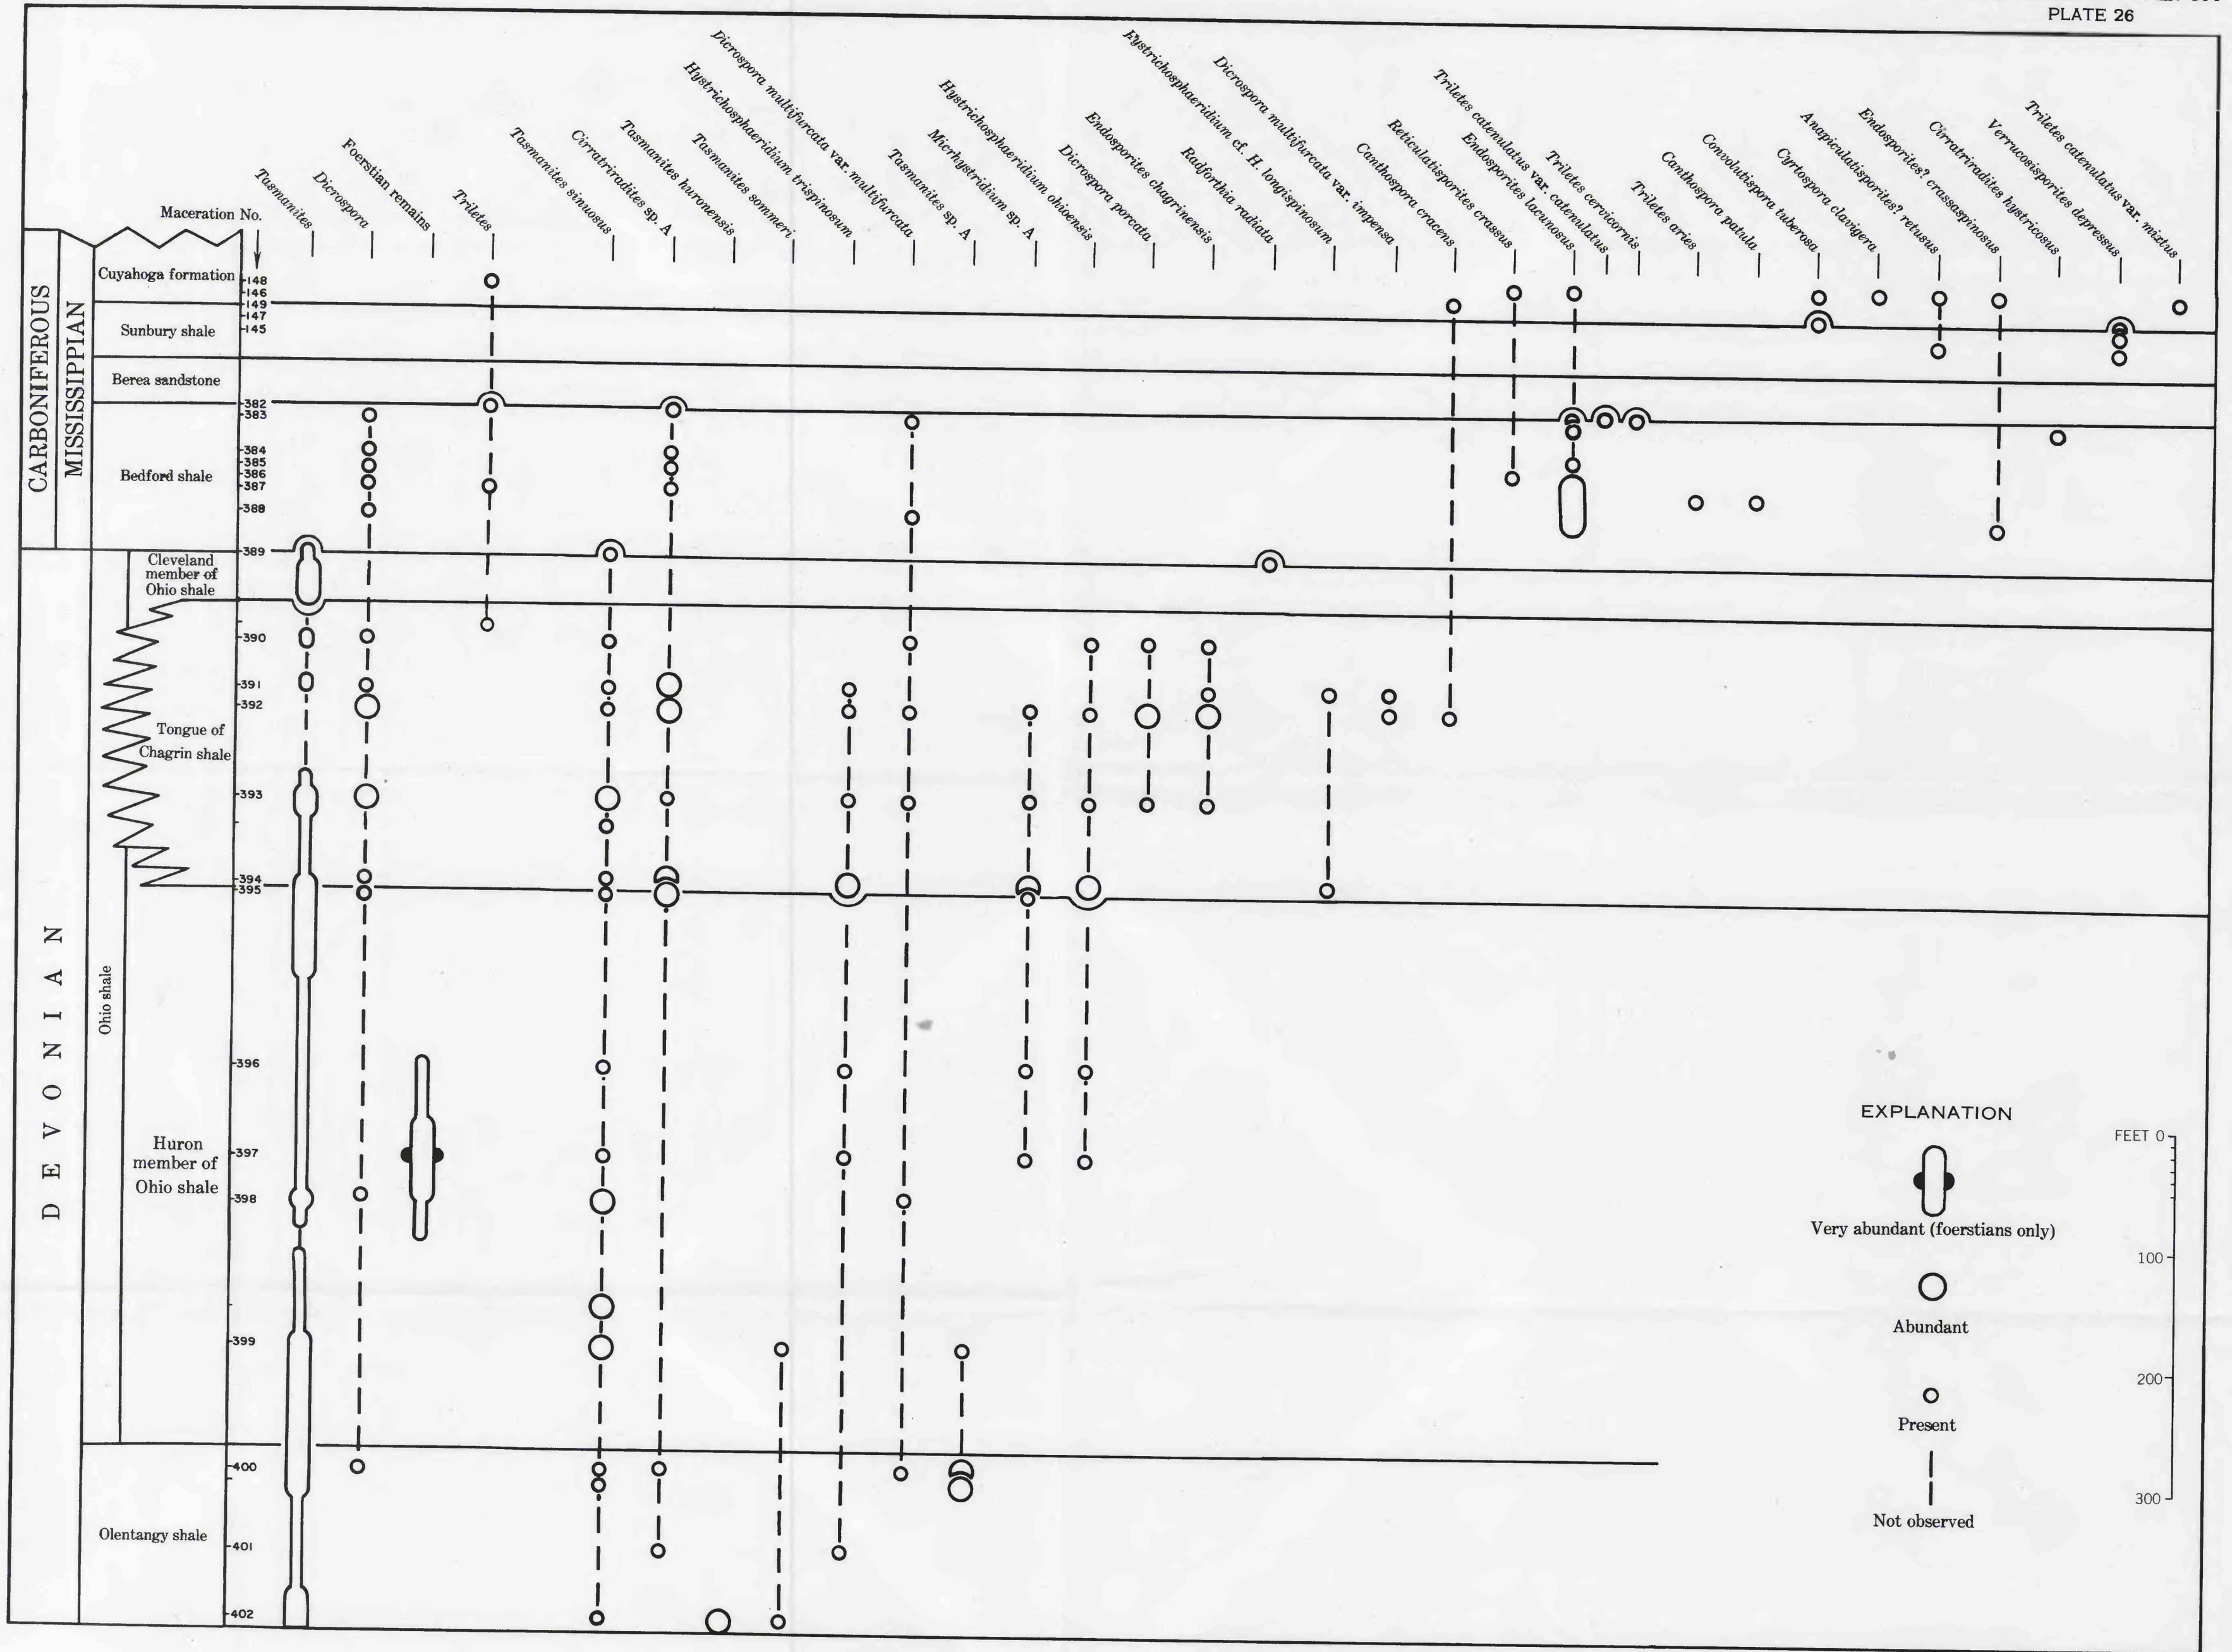 PLATE 26
Maceration No.
Tasmanites
Dicrospora
Foerstian remains
Triletes
Tasmanites sinuosus
Cirratriradites sp. A
Tasmanites huronensis
Tasmanites sommeri
Hystrichosphaeridium trispinosum
Dicrospora multifurcata var. multifurcata
Tasmanites sp. A
Micrhystridium sp. A
Hystrichosphaeridium ohioensis
Dicrospora porcata
Endosporites chagrinensis
Radforthia radiata
Hystrichosphaeridium cf. H. longispinosum
Dicrospora multifurcata var. impensa
Canthospora cracens
Reticulatisporites crassus
Endosporites lacunosus
Triletes catenulatus var. catenulatus
Triletes cervicornis
Triletes aries
Canthospora patula
Convolutispora tuberosa
Cyrtospora clavigera
Anapiculatisporites? retusus
Endosporites? crassaspinosus
Cirratriradites hystricosus
Verrucosisporites depressus
Triletes catenulatus var. mixtus
CARBONIFEROUS
MISSISSIPPIAN
Cuyahoga formation
148
146
149
147
145
Sunbury shale
Berea sandstone
382
383
384
385
386
387
388
Bedford shale
389
Cleveland
member of
Ohio shale
390
391
392
Tongue of
Chagrin shale
393
394
395
DEVONIAN
Ohio shale
396
Huron
member of
Ohio shale
397
398
399
400
Olentangy shale
401
402
EXPLANATION
Very abundant (foerstians only)
Abundant
Present
Not observed
FEET 0
100
200
300